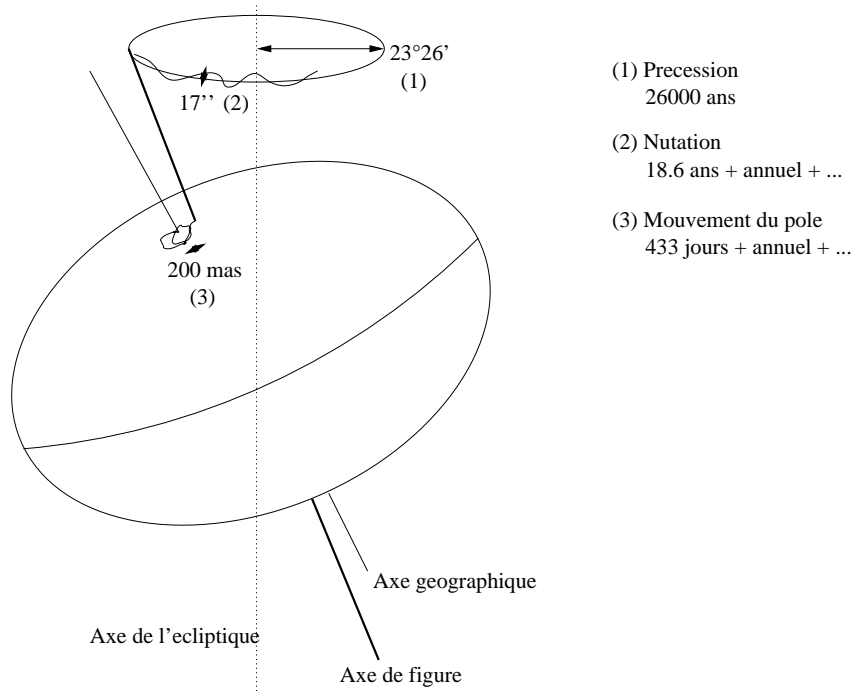 23°26’
(1)
17’’ (2)
(1) Precession
26000 ans
(2) Nutation
18.6 ans + annuel + ...
(3) Mouvement du pole
433 jours + annuel + ...
200 mas
(3)
Axe geographique
Axe de l’ecliptique
Axe de figure